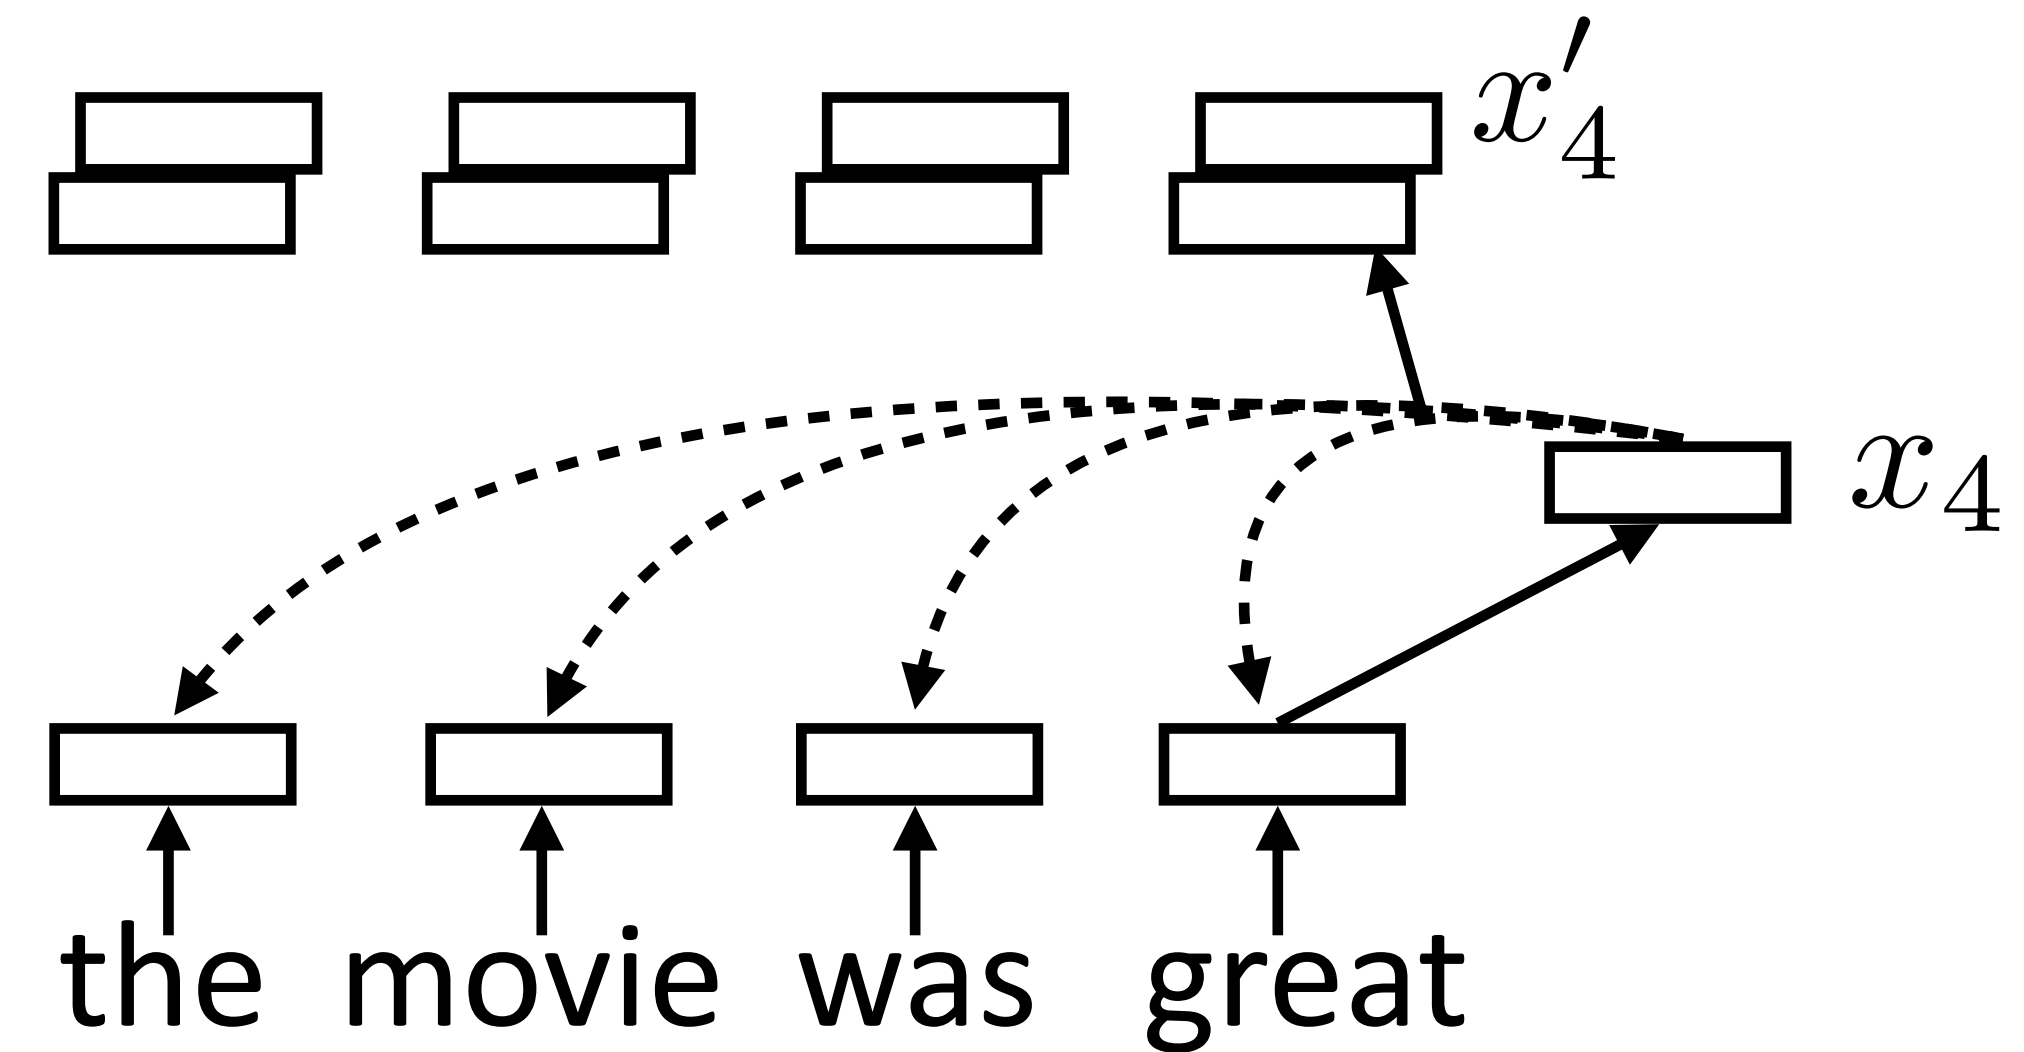 x′₄
x₄
the movie was great